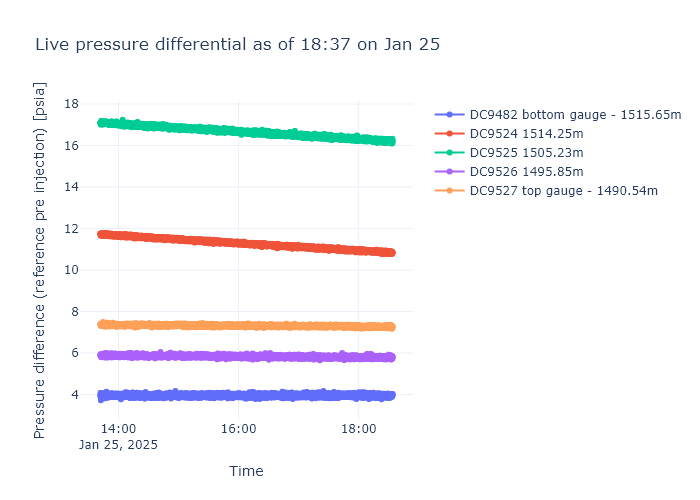 Live pressure differential as of 18:37 on Jan 25
Pressure difference (reference pre injection) [psia]
18
16
14
12
10
8
6
4
14:00
Jan 25, 2025
16:00
18:00
Time
DC9482 bottom gauge - 1515.65m
DC9524 1514.25m
DC9525 1505.23m
DC9526 1495.85m
DC9527 top gauge - 1490.54m